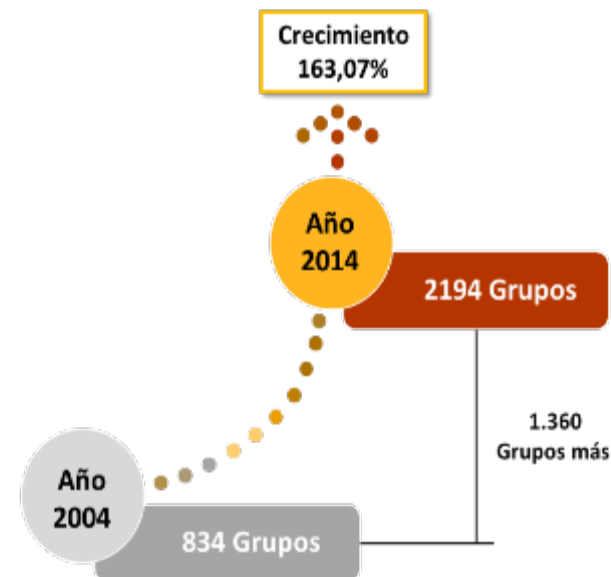 Crecimiento
163,07%
Año
2014
2194 Grupos
1.360
Grupos más
Año
2004
834 Grupos